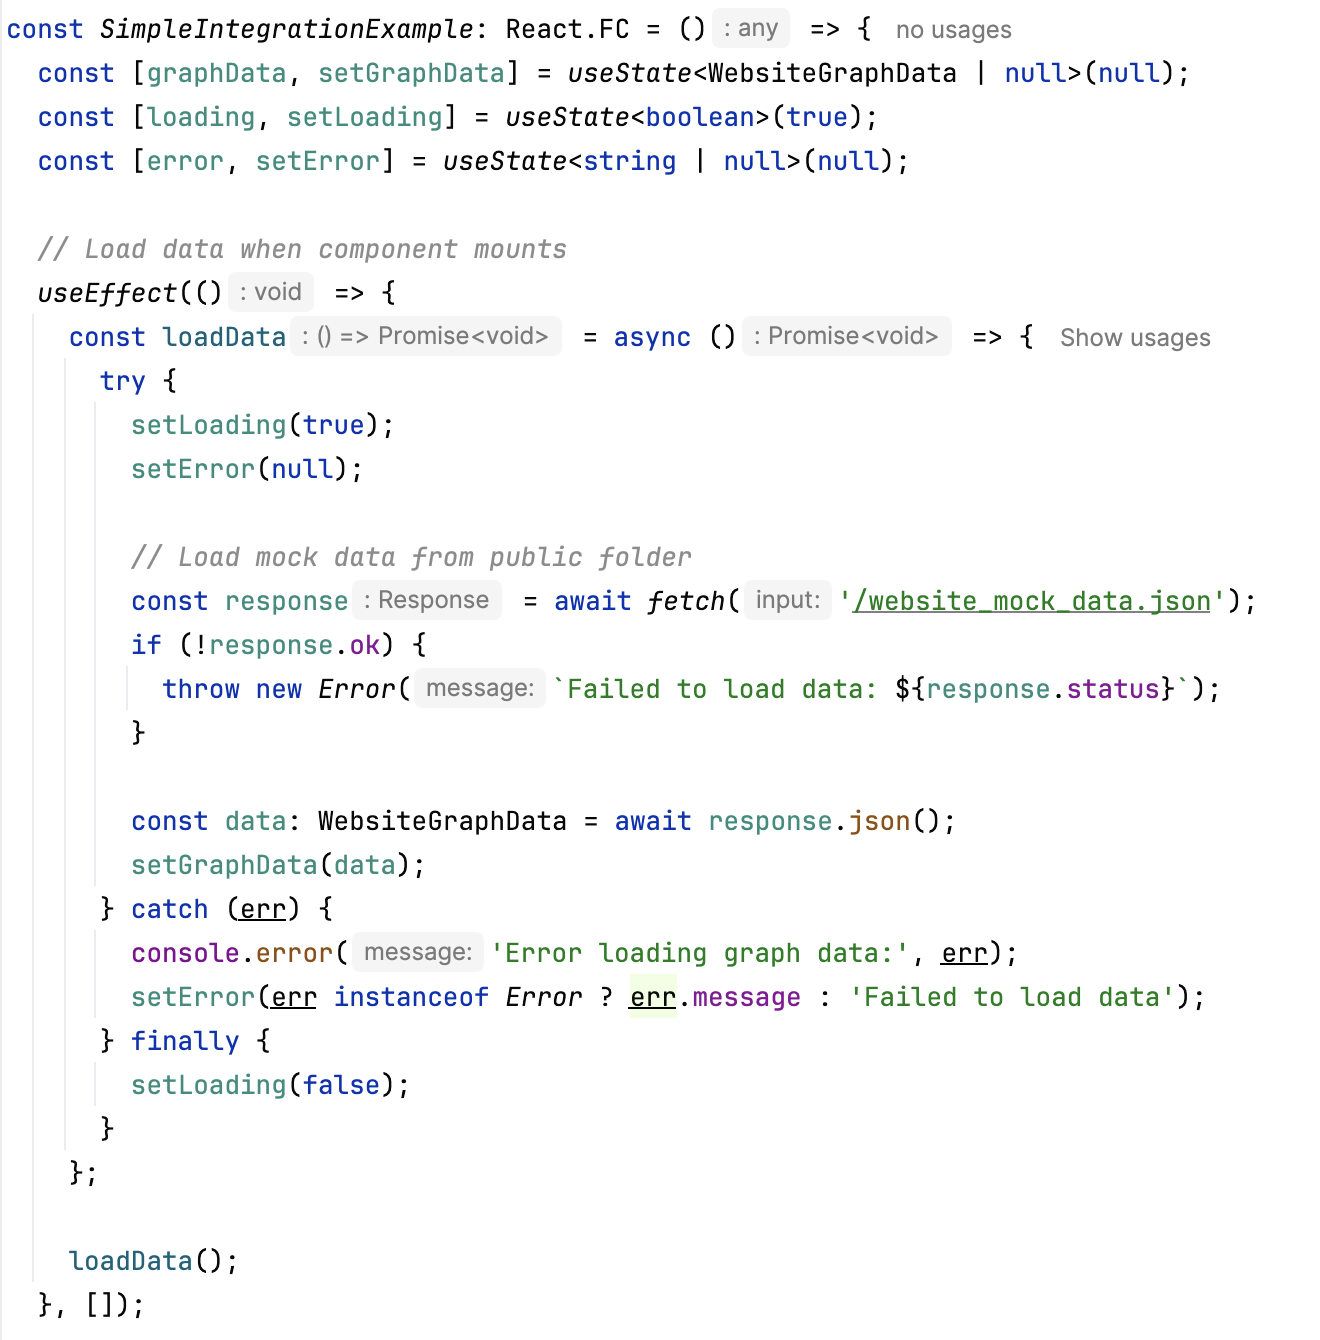 const SimpleIntegrationExample: React.FC = () : any => { no usages
const [graphData, setGraphData] = useState<WebsiteGraphData | null>(null);
const [loading, setLoading] = useState<boolean>(true);
const [error, setError] = useState<string | null>(null);
// Load data when component mounts
useEffect(() : void => {
const loadData : () => Promise<void> = async () : Promise<void> => { Show usages
try {
setLoading(true);
setError(null);
// Load mock data from public folder
const response : Response = await fetch( input: '/website_mock_data.json');
if (!response.ok) {
throw new Error( message: `Failed to load data: ${response.status}`);
}
const data: WebsiteGraphData = await response.json();
setGraphData(data);
} catch (err) {
console.error( message: 'Error loading graph data:', err);
setError(err instanceof Error ? err.message : 'Failed to load data');
} finally {
setLoading(false);
}
};
loadData();
}, []);